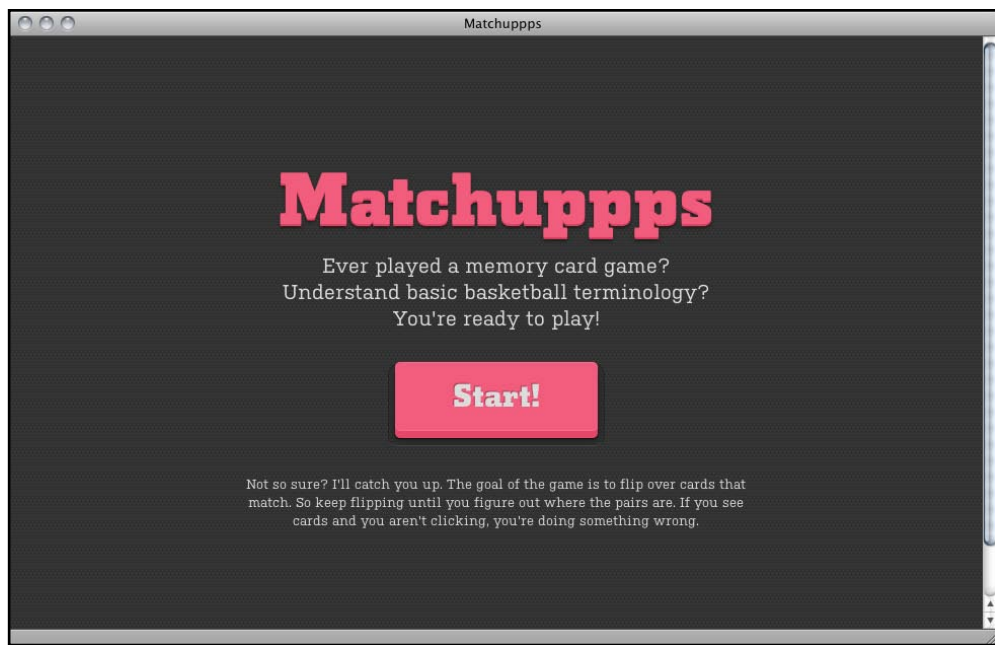 Matchuppps
Matchuppps
Ever played a memory card game?
Understand basic basketball terminology?
You're ready to play!
Start!
Not so sure? I'll catch you up. The goal of the game is to flip over cards that
match. So keep flipping until you figure out where the pairs are. If you see
cards and you aren't clicking, you're doing something wrong.